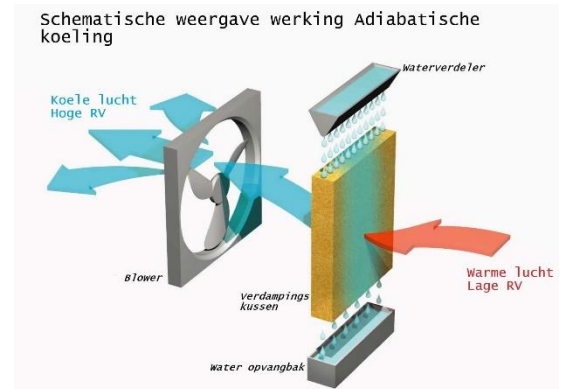 Schematische weergave werking Adiabatische
koeling
Waterverdeler
Koele lucht
Hoge RV
Blower
Verdampings
kussen
Warme lucht
Lage RV
Water opvangbak